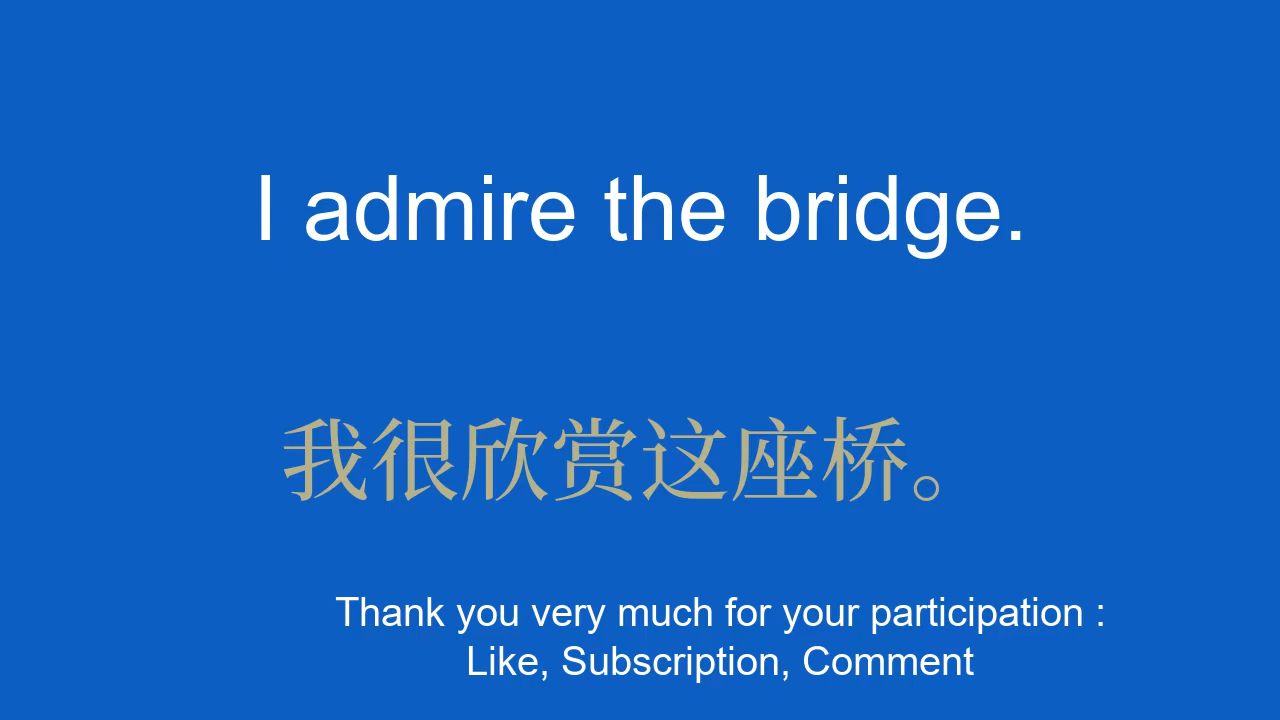 I admire the bridge.
我很欣赏这座桥。
Thank you very much for your participation :
Like, Subscription, Comment